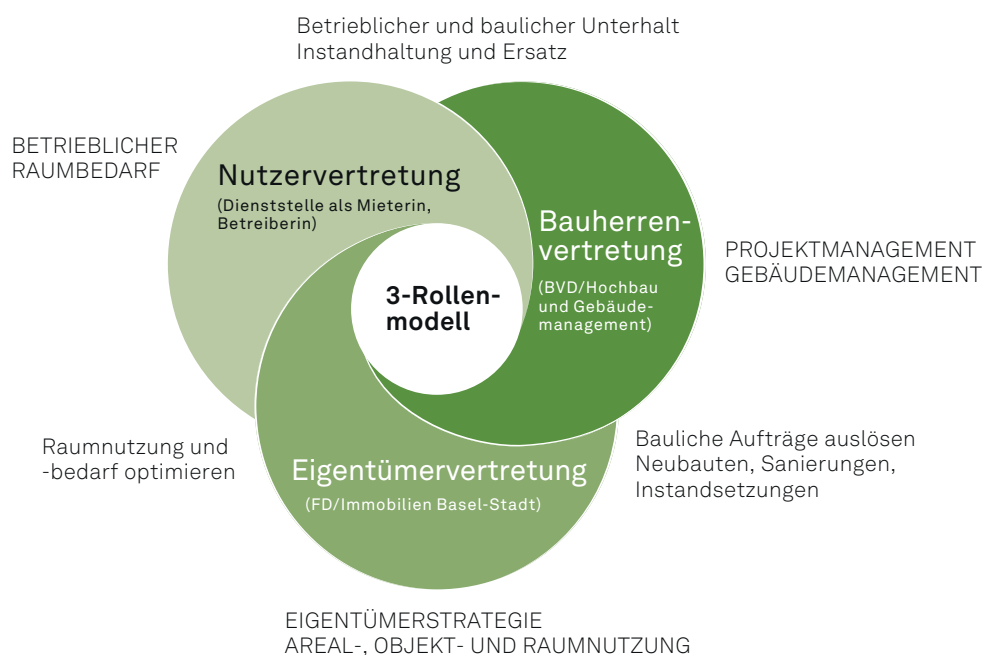 Betrieblicher und baulicher Unterhalt
Instandhaltung und Ersatz
BETRIEBLICHER
RAUMBEDARF
Nutzervertretung
(Dienststelle als Mieterin,
Betreiberin)
Bauherren-
vertretung
(BVD/Hochbau
und Gebäude-
management)
PROJEKTMANAGEMENT
GEBÄUDEMANAGEMENT
3-Rollen-
modell
Raumnutzung und
-bedarf optimieren
Eigentümervertretung
(FD/Immobilien Basel-Stadt)
Bauliche Aufträge auslösen
Neubauten, Sanierungen,
Instandsetzungen
EIGENTÜMERSTRATEGIE
AREAL-, OBJEKT- UND RAUMNUTZUNG